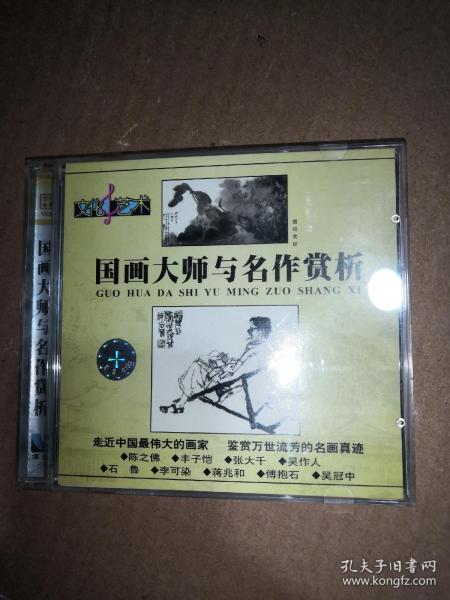 文化艺术
国画大师与名作赏析
GUO HUA DA SHI YU MING ZUO SHANG XI
走近中国最伟大的画家 鉴赏万世流芳的名画真迹
◆陈之佛 ◆丰子恺 ◆张大千 ◆吴作人
◆石鲁 ◆李可染 ◆蒋兆和 ◆傅抱石 ◆吴冠中
VCD
国画大师与名作赏析
孔夫子旧书网
www.kongfz.com